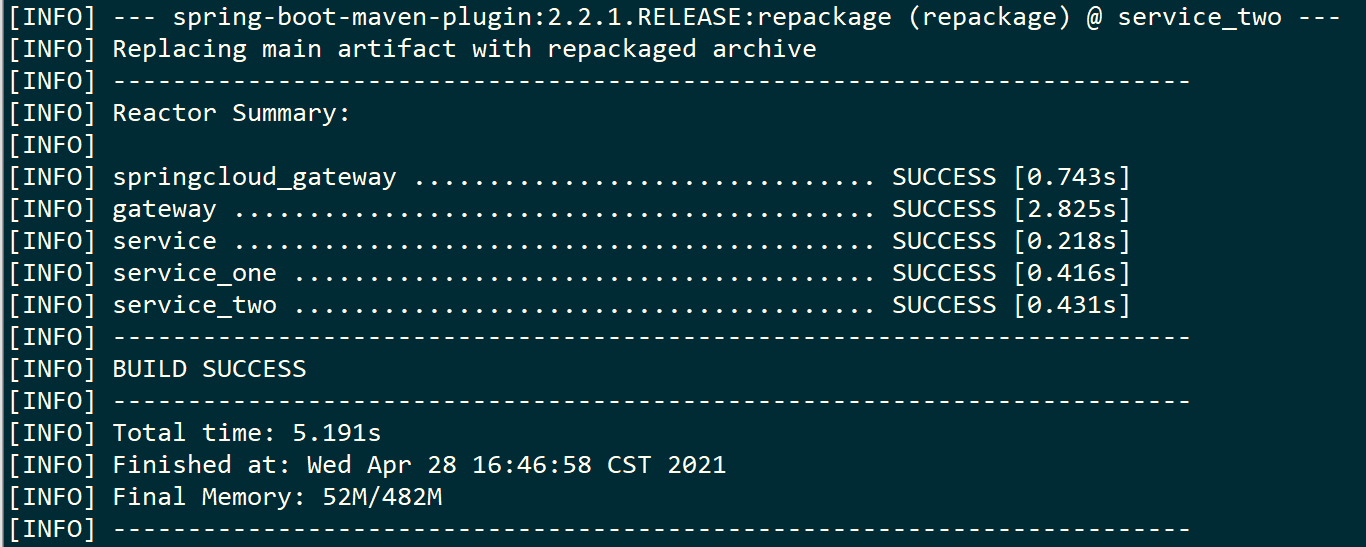 [INFO] --- spring-boot-maven-plugin:2.2.1.RELEASE:repackage (repackage) @ service_two ---
[INFO] Replacing main artifact with repackaged archive
[INFO] ------------------------------------------------------------------------
[INFO] Reactor Summary:
[INFO]
[INFO] springcloud_gateway ............................... SUCCESS [0.743s]
[INFO] gateway ........................................... SUCCESS [2.825s]
[INFO] service ........................................... SUCCESS [0.218s]
[INFO] service_one ....................................... SUCCESS [0.416s]
[INFO] service_two ....................................... SUCCESS [0.431s]
[INFO] ------------------------------------------------------------------------
[INFO] BUILD SUCCESS
[INFO] ------------------------------------------------------------------------
[INFO] Total time: 5.191s
[INFO] Finished at: Wed Apr 28 16:46:58 CST 2021
[INFO] Final Memory: 52M/482M
[INFO] ------------------------------------------------------------------------